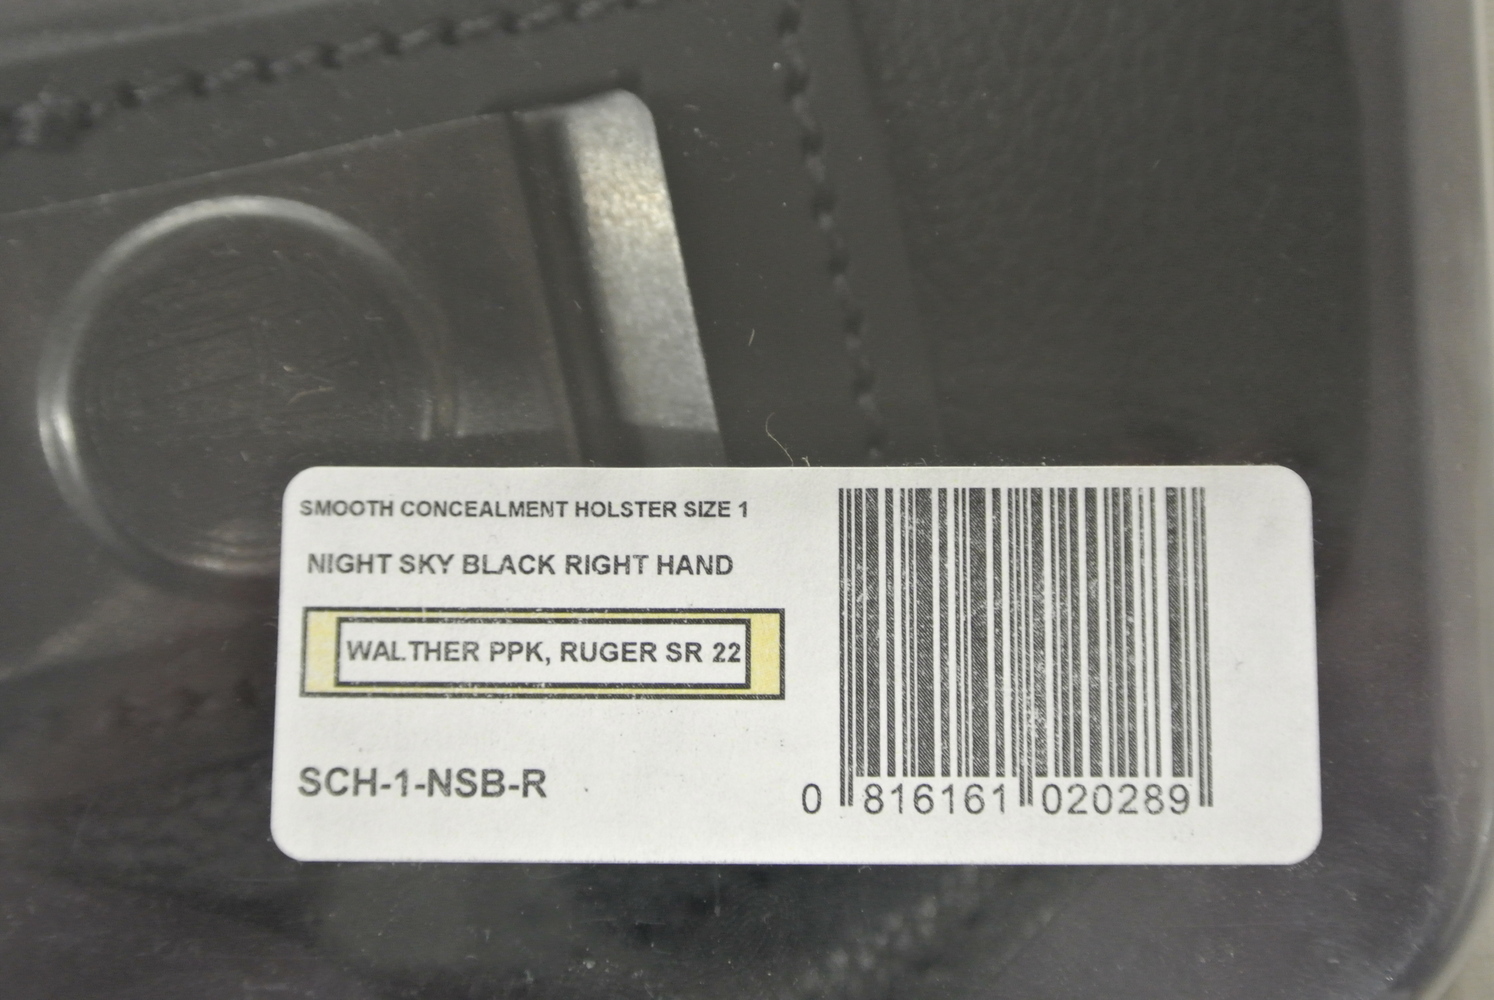 SMOOTH CONCEALMENT HOLSTER SIZE 1
NIGHT SKY BLACK RIGHT HAND
WALTHER PPK, RUGER SR 22
SCH-1-NSB-R
0 816161 020289